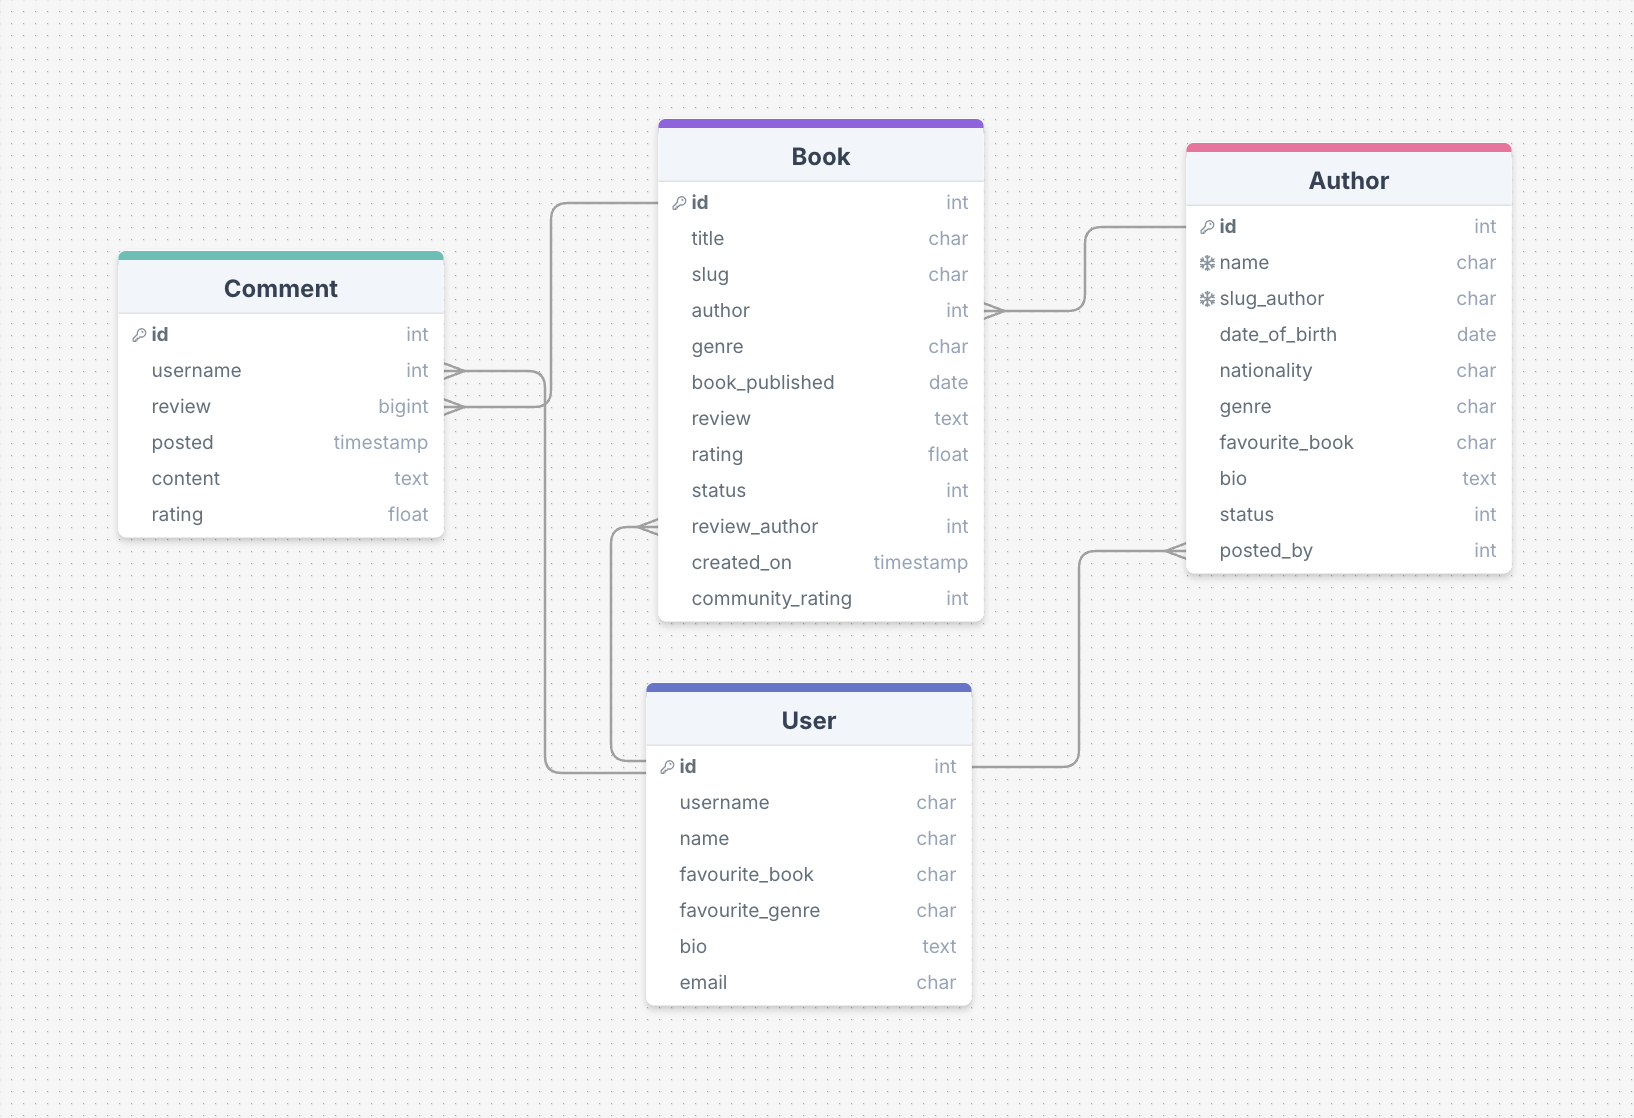 Comment
id int
username int
review bigint
posted timestamp
content text
rating float
Book
id int
title char
slug char
author int
genre char
book_published date
review text
rating float
status int
review_author int
created_on timestamp
community_rating int
Author
id int
name char
slug_author char
date_of_birth date
nationality char
genre char
favourite_book char
bio text
status int
posted_by int
User
id int
username char
name char
favourite_book char
favourite_genre char
bio text
email char